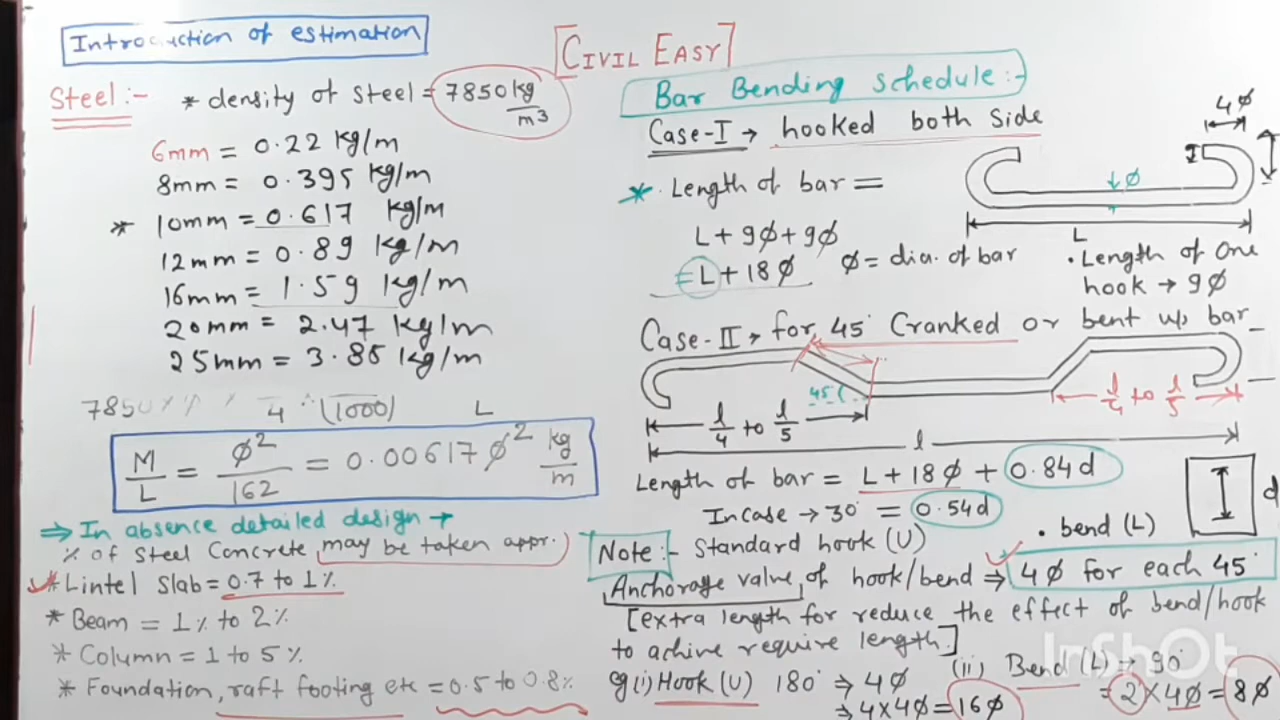 Introduction of estimation
[CIVIL EASY]
Steel:- * density of steel = 7850 kg/m³
6mm = 0.22 kg/m
8mm = 0.395 kg/m
* 10mm = 0.617 kg/m
12mm = 0.89 kg/m
16mm = 1.59 kg/m
20mm = 2.47 kg/m
25mm = 3.85 kg/m
7850 4 (1000) L
M/L = ϕ²/162 = 0.00617 ϕ² kg/m
⇒ In absence detailed design →
% of steel Concrete may be taken appr.
* Lintel slab = 0.7 to 1%
* Beam = 1% to 2%
* Column = 1 to 5%
* Foundation, raft footing etc = 0.5 to 0.8%
Bar Bending Schedule:-
Case-I → hooked both side
4ϕ
ϕ
L
* Length of bar =
L + 9ϕ + 9ϕ
= L + 18ϕ ϕ = dia. of bar
• Length of one
hook → 9ϕ
Case-II → for 45° Cranked or bent up bar
45°
l/4 to l/5
l/4 to l/5
l
Length of bar = L + 18ϕ + 0.84d
Incase → 30° = 0.54d
d
• bend (L)
Note:- Standard hook (U)
Anchorage value of hook/bend ⇒ 4ϕ for each 45°
[extra length for reduce the effect of bend/hook
to achive require length.]
eg (i) Hook (U) 180° ⇒ 4ϕ
⇒ 4×4ϕ = 16ϕ
(ii) Bend (L) → 90°
= 2×4ϕ = 8ϕ
InShOt